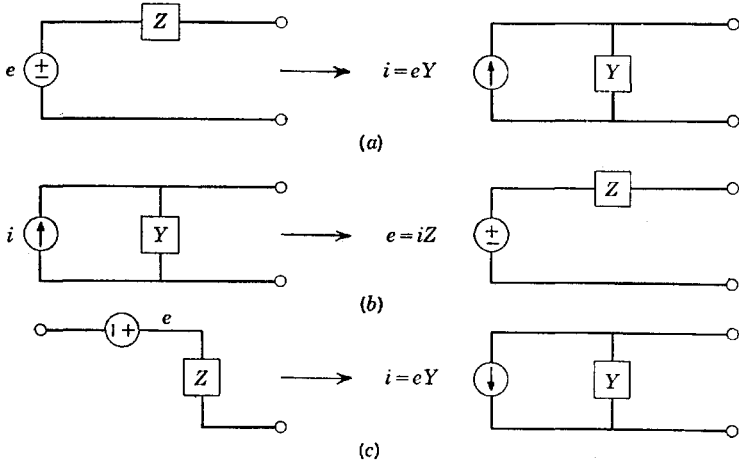 Z
e ± i = eY Y
(a)
Z
i Y e = iZ ±
(b)
e
Z i = eY Y
(c)